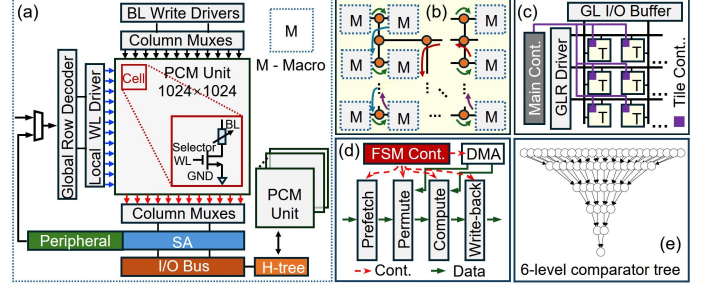 (a)
BL Write Drivers
Column Muxes
M
M - Macro
Global Row Decoder
Local WL Driver
Cell
PCM Unit
1024×1024
BL
Selector
WL
GND
Column Muxes
PCM
Unit
Peripheral
SA
I/O Bus
H-tree
(b)
M M M M
M M M M
M M M M
(c)
GL I/O Buffer
Main Cont.
GLR Driver
T T
T T
T T
Tile Cont..
(d)
FSM Cont.
DMA
Prefetch
Permute
Compute
Write-back
Cont.
Data
(e)
6-level comparator tree